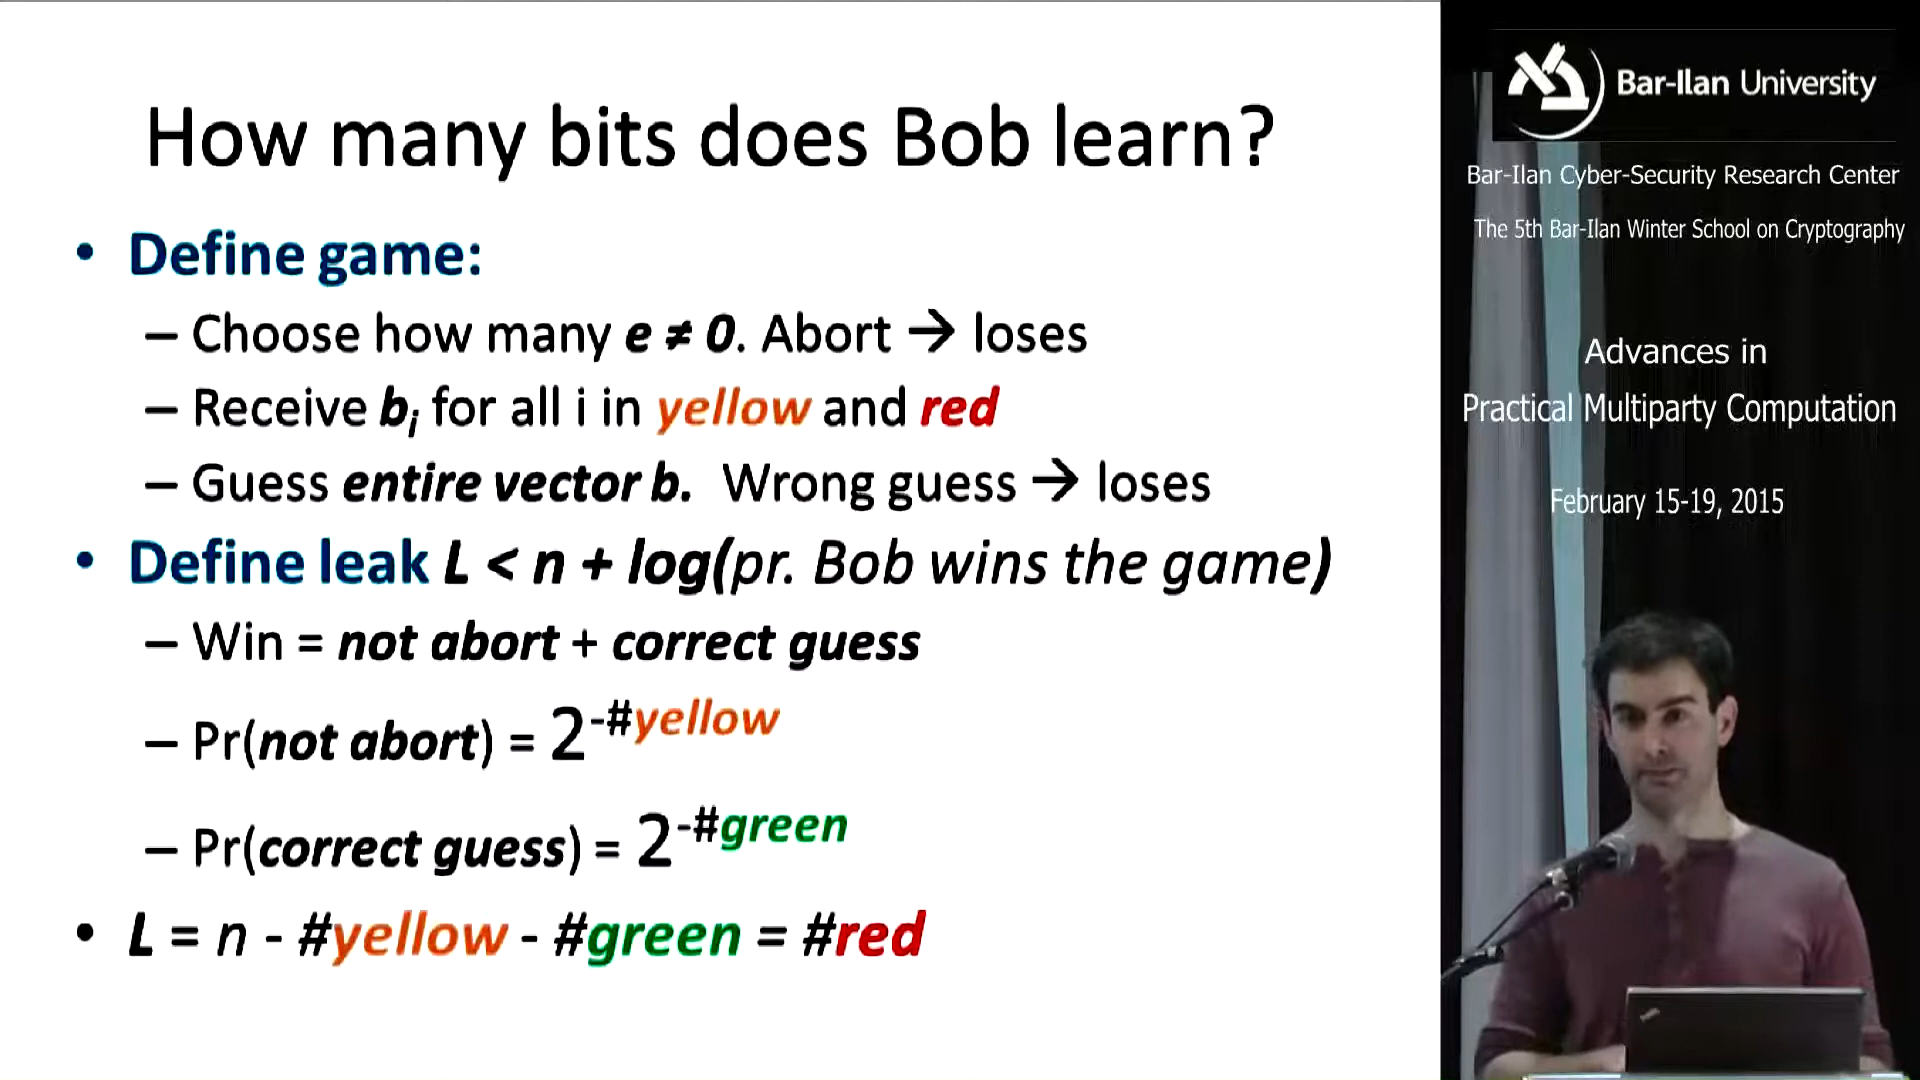 How many bits does Bob learn?
• Define game:
– Choose how many e ≠ 0. Abort → loses
– Receive bᵢ for all i in yellow and red
– Guess entire vector b. Wrong guess → loses
• Define leak L < n + log(pr. Bob wins the game)
– Win = not abort + correct guess
– Pr(not abort) = 2^-#yellow
– Pr(correct guess) = 2^-#green
• L = n - #yellow - #green = #red
Bar-Ilan University
Bar-Ilan Cyber-Security Research Center
The 5th Bar-Ilan Winter School on Cryptography
Advances in
Practical Multiparty Computation
February 15-19, 2015